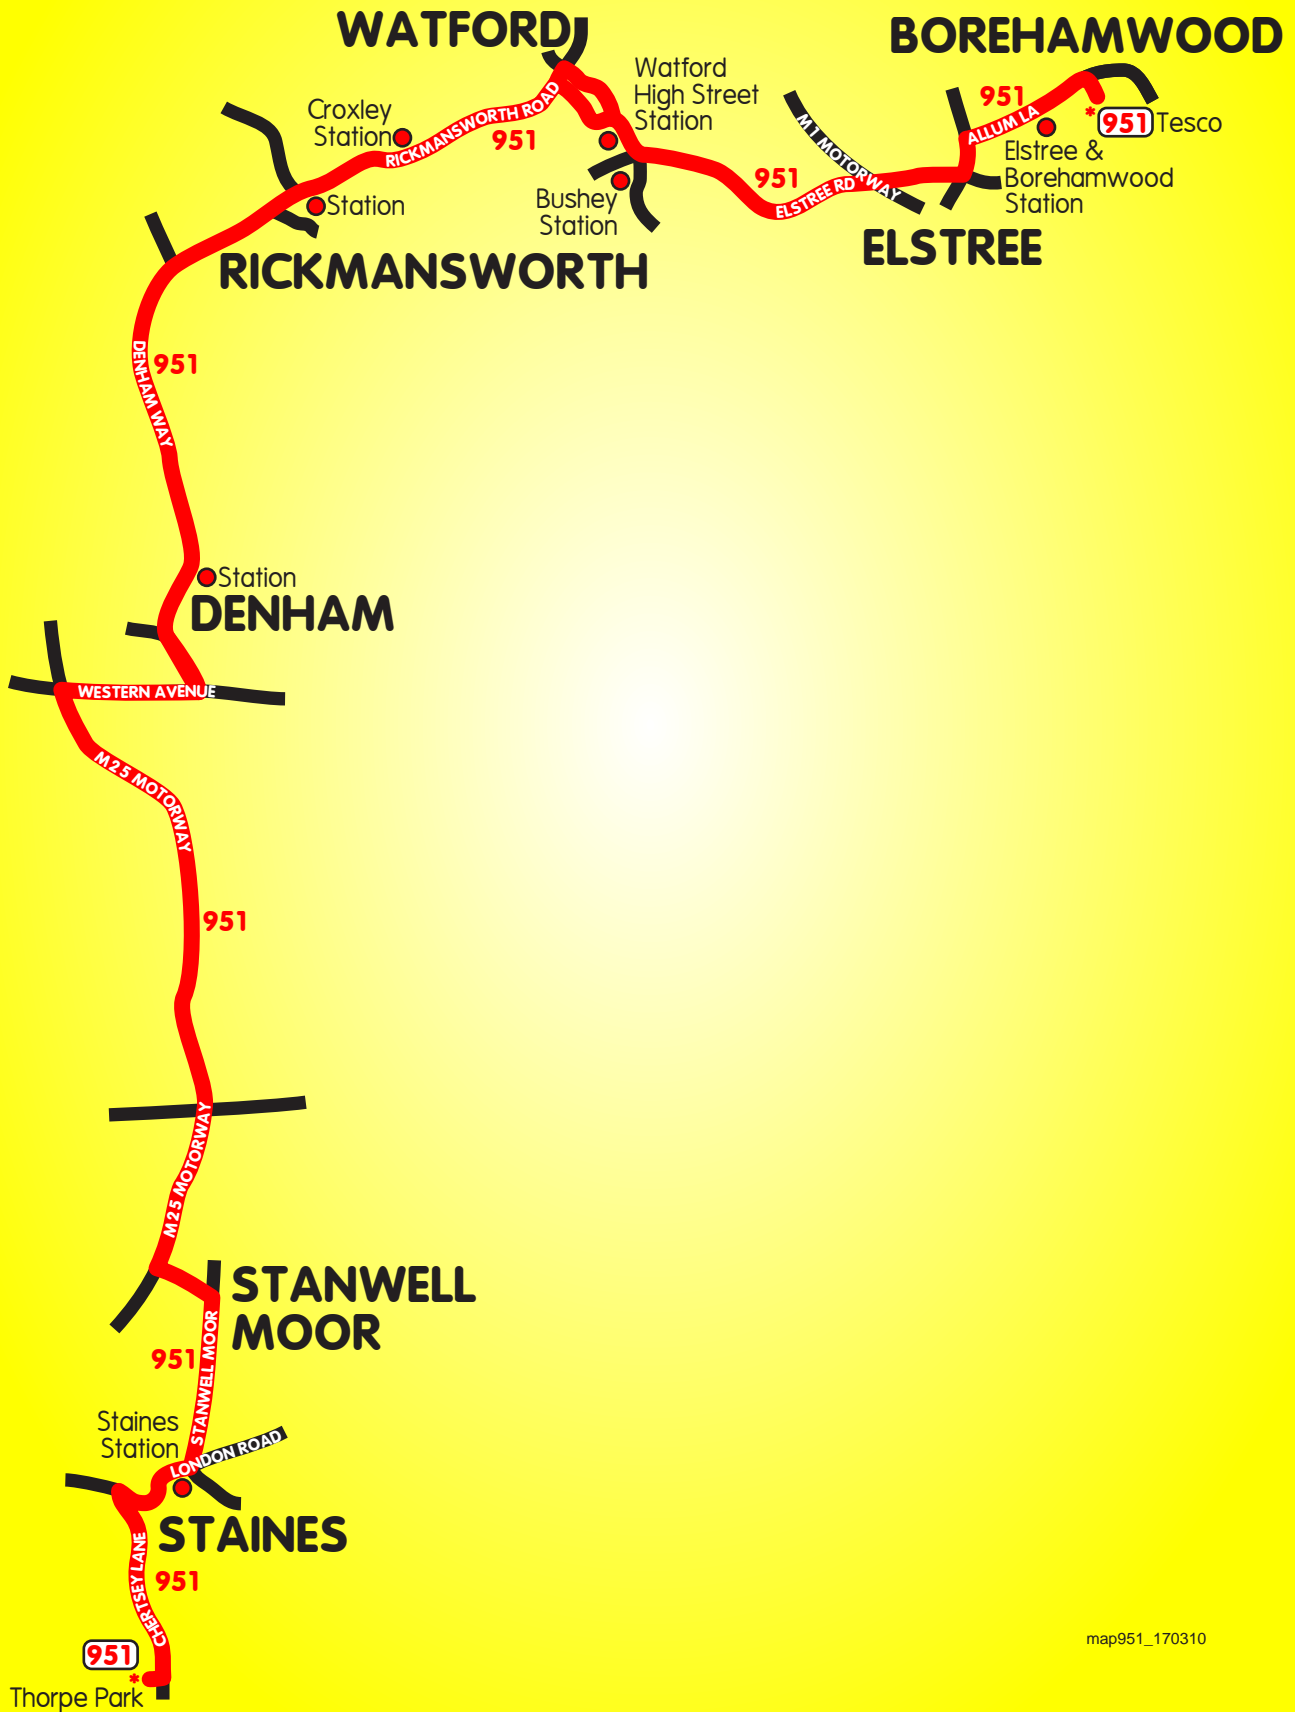 WATFORD
BOREHAMWOOD
Watford
High Street
Station
951
951 Tesco
ALLUM LA
Croxley
Station
RICKMANSWORTH ROAD
951
M1 MOTORWAY
Elstree &
Borehamwood
Station
951
ELSTREE RD
Bushey
Station
Station
ELSTREE
RICKMANSWORTH
DENHAM WAY
951
Station
DENHAM
WESTERN AVENUE
M25 MOTORWAY
951
M25 MOTORWAY
STANWELL
MOOR
951
STANWELL MOOR
Staines
Station
LONDON ROAD
STAINES
CHERTSEY LANE
951
951
*
*
Thorpe Park
map951_170310